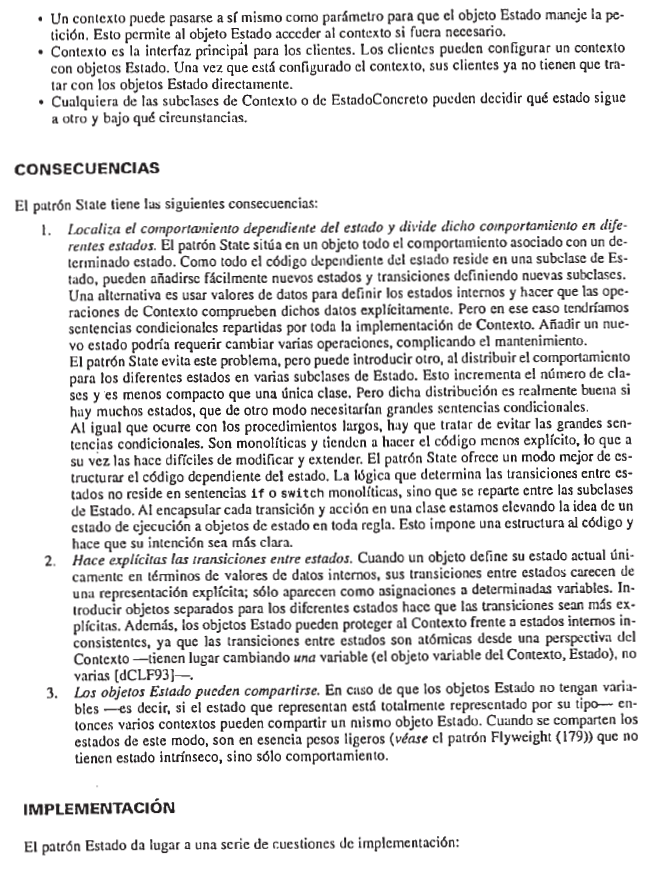 • Un contexto puede pasarse a sí mismo como parámetro para que el objeto Estado maneje la pe-
tición. Esto permite al objeto Estado acceder al contexto si fuera necesario.
• Contexto es la interfaz principal para los clientes. Los clientes pueden configurar un contexto
con objetos Estado. Una vez que está configurado el contexto, sus clientes ya no tienen que tra-
tar con los objetos Estado directamente.
• Cualquiera de las subclases de Contexto o de EstadoConcreto pueden decidir qué estado sigue
a otro y bajo qué circunstancias.
CONSECUENCIAS
El patrón State tiene las siguientes consecuencias:
1. Localiza el comportamiento dependiente del estado y divide dicho comportamiento en dife-
rentes estados. El patrón State sitúa en un objeto todo el comportamiento asociado con un de-
terminado estado. Como todo el código dependiente del estado reside en una subclase de Es-
tado, pueden añadirse fácilmente nuevos estados y transiciones definiendo nuevas subclases.
Una alternativa es usar valores de datos para definir los estados internos y hacer que las ope-
raciones de Contexto comprueben dichos datos explícitamente. Pero en ese caso tendríamos
sentencias condicionales repartidas por toda la implementación de Contexto. Añadir un nue-
vo estado podría requerir cambiar varias operaciones, complicando el mantenimiento.
El patrón State evita este problema, pero puede introducir otro, al distribuir el comportamiento
para los diferentes estados en varias subclases de Estado. Esto incrementa el número de cla-
ses y es menos compacto que una única clase. Pero dicha distribución es realmente buena si
hay muchos estados, que de otro modo necesitarían grandes sentencias condicionales.
Al igual que ocurre con los procedimientos largos, hay que tratar de evitar las grandes sen-
tencias condicionales. Son monolíticas y tienden a hacer el código menos explícito, lo que a
su vez las hace difíciles de modificar y extender. El patrón State ofrece un modo mejor de es-
tructurar el código dependiente del estado. La lógica que determina las transiciones entre es-
tados no reside en sentencias if o switch monolíticas, sino que se reparte entre las subclases
de Estado. Al encapsular cada transición y acción en una clase estamos elevando la idea de un
estado de ejecución a objetos de estado en toda regla. Esto impone una estructura al código y
hace que su intención sea más clara.
2. Hace explícitas las transiciones entre estados. Cuando un objeto define su estado actual úni-
camente en términos de valores de datos internos, sus transiciones entre estados carecen de
una representación explícita; sólo aparecen como asignaciones a determinadas variables. In-
troducir objetos separados para los diferentes estados hace que las transiciones sean más ex-
plícitas. Además, los objetos Estado pueden proteger al Contexto frente a estados internos in-
consistentes, ya que las transiciones entre estados son atómicas desde una perspectiva del
Contexto —tienen lugar cambiando una variable (el objeto variable del Contexto, Estado), no
varias [dCLF93]—.
3. Los objetos Estado pueden compartirse. En caso de que los objetos Estado no tengan varia-
bles —es decir, si el estado que representan está totalmente representado por su tipo— en-
tonces varios contextos pueden compartir un mismo objeto Estado. Cuando se comparten los
estados de este modo, son en esencia pesos ligeros (véase el patrón Flyweight (179)) que no
tienen estado intrínseco, sino sólo comportamiento.
IMPLEMENTACIÓN
El patrón Estado da lugar a una serie de cuestiones de implementación: